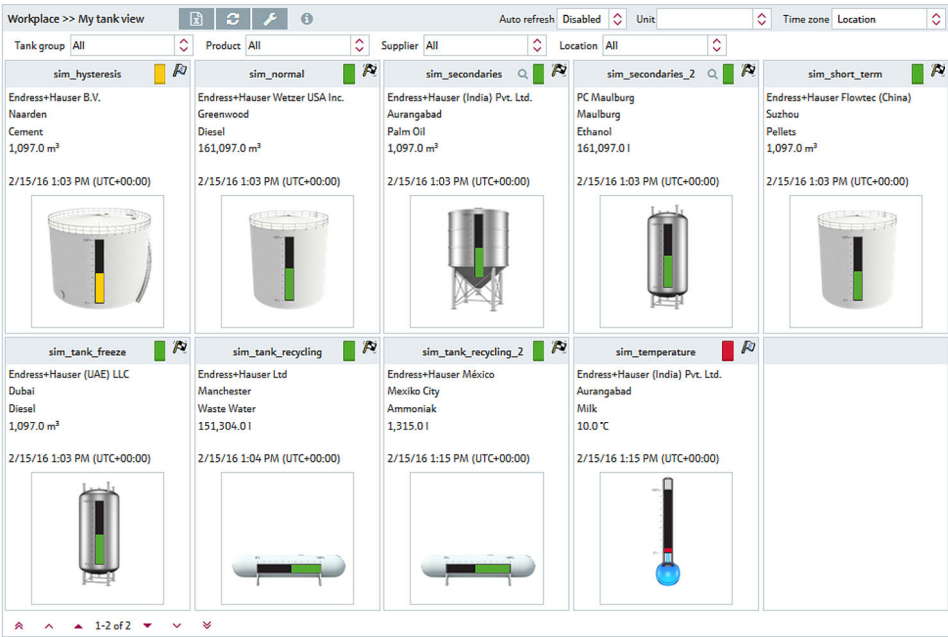 Workplace >> My tank view
Auto refresh Disabled Unit Time zone Location
Tank group All Product All Supplier All Location All
sim_hysteresis
Endress+Hauser B.V.
Naarden
Cement
1,097.0 m³
2/15/16 1:03 PM (UTC+00:00)
sim_normal
Endress+Hauser Wetzer USA Inc.
Greenwood
Diesel
161,097.0 m³
2/15/16 1:03 PM (UTC+00:00)
sim_secondaries
Endress+Hauser (India) Pvt. Ltd.
Aurangabad
Palm Oil
1,097.0 m³
2/15/16 1:03 PM (UTC+00:00)
sim_secondaries_2
PC Maulburg
Maulburg
Ethanol
161,097.0 l
2/15/16 1:03 PM (UTC+00:00)
sim_short_term
Endress+Hauser Flowtec (China)
Suzhou
Pellets
1,097.0 m³
2/15/16 1:03 PM (UTC+00:00)
sim_tank_freeze
Endress+Hauser (UAE) LLC
Dubai
Diesel
1,097.0 m³
2/15/16 1:03 PM (UTC+00:00)
sim_tank_recycling
Endress+Hauser Ltd
Manchester
Waste Water
151,304.0 l
2/15/16 1:04 PM (UTC+00:00)
sim_tank_recycling_2
Endress+Hauser México
Mexiko City
Ammoniak
1,315.0 l
2/15/16 1:15 PM (UTC+00:00)
sim_temperature
Endress+Hauser (India) Pvt. Ltd.
Aurangabad
Milk
10.0 °C
2/15/16 1:15 PM (UTC+00:00)
1-2 of 2